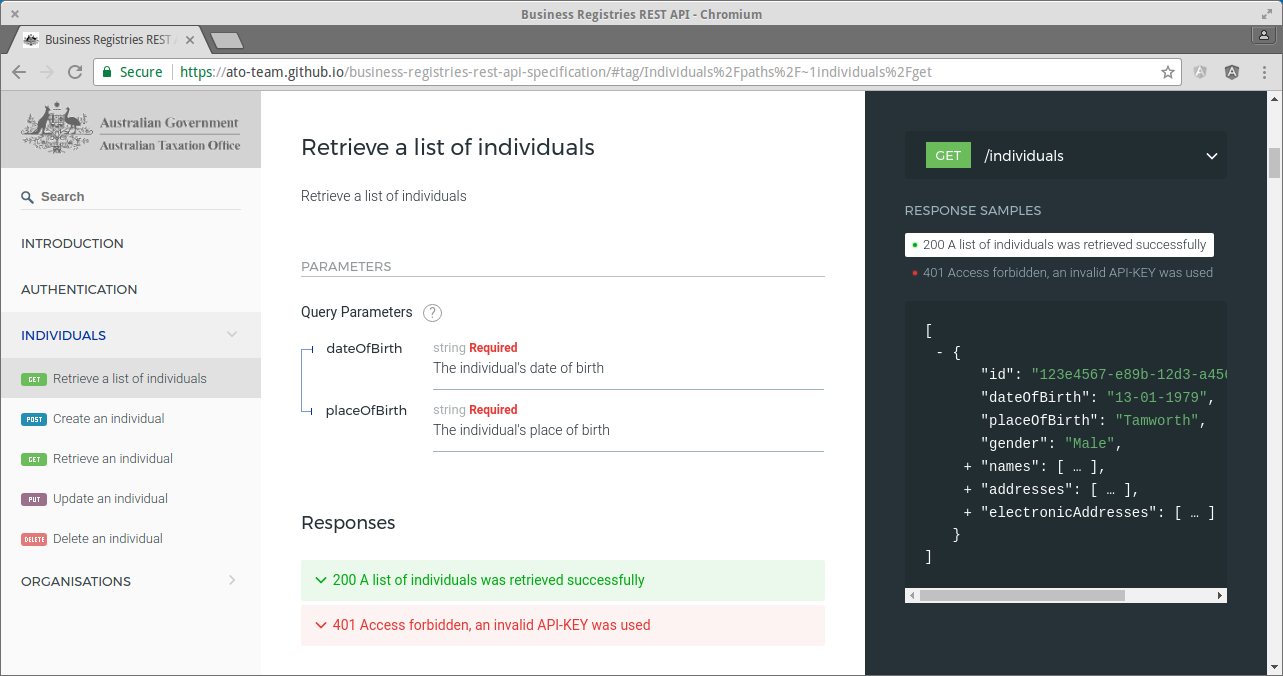 Business Registries REST API - Chromium
Business Registries REST
Secure
https://ato-team.github.io/business-registries-rest-api-specification/#tag/Individuals%2Fpaths%2F~1individuals%2Fget
Australian Government
Australian Taxation Office
Search
INTRODUCTION
AUTHENTICATION
INDIVIDUALS
GET Retrieve a list of individuals
POST Create an individual
GET Retrieve an individual
PUT Update an individual
DELETE Delete an individual
ORGANISATIONS
Retrieve a list of individuals
Retrieve a list of individuals
PARAMETERS
Query Parameters ?
dateOfBirth string Required
The individual's date of birth
placeOfBirth string Required
The individual's place of birth
Responses
200 A list of individuals was retrieved successfully
401 Access forbidden, an invalid API-KEY was used
GET /individuals
RESPONSE SAMPLES
200 A list of individuals was retrieved successfully
401 Access forbidden, an invalid API-KEY was used
[
- {
"id": "123e4567-e89b-12d3-a456
"dateOfBirth": "13-01-1979",
"placeOfBirth": "Tamworth",
"gender": "Male",
+ "names": [ … ],
+ "addresses": [ … ],
+ "electronicAddresses": [ … ]
}
]